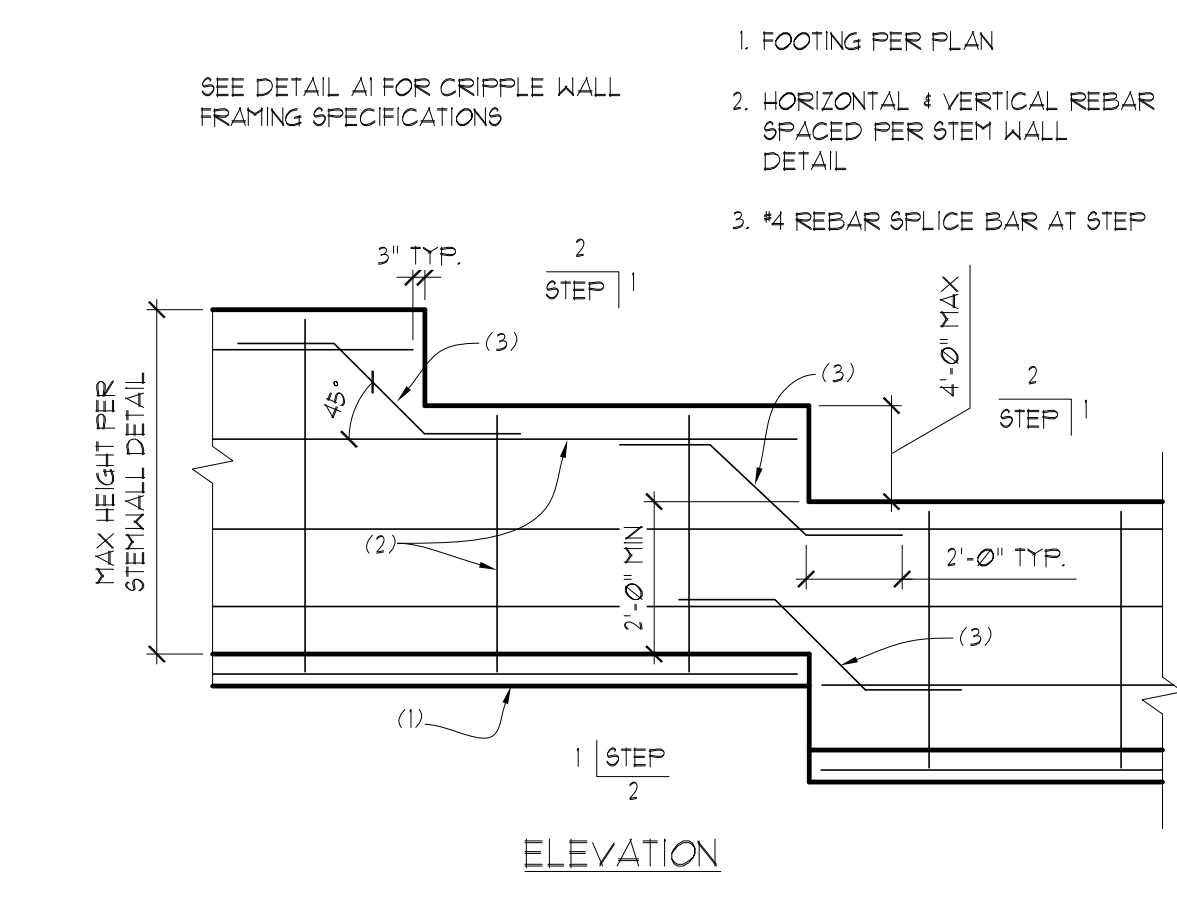 1. FOOTING PER PLAN
SEE DETAIL A1 FOR CRIPPLE WALL
FRAMING SPECIFICATIONS
2. HORIZONTAL & VERTICAL REBAR
SPACED PER STEM WALL
DETAIL
3. #4 REBAR SPLICE BAR AT STEP
3" TYP.
2
STEP 1
4'-0" MAX
(3)
(3)
2
STEP 1
45°
MAX HEIGHT PER
STEMWALL DETAIL
(2)
2'-0" MIN
2'-0" TYP.
(3)
(1)
1 STEP
2
ELEVATION